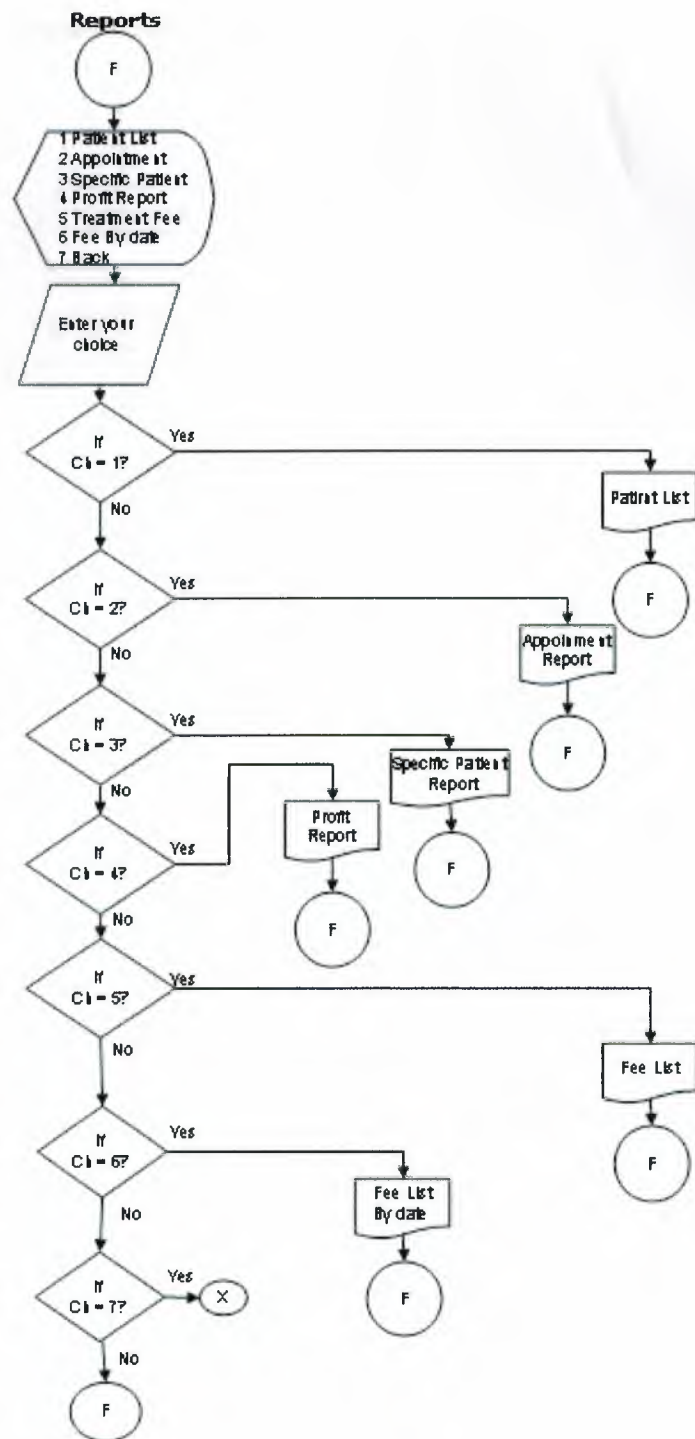 Reports
F
1 Patient List
2 Appointment
3 Specific Patient
4 Profit Report
5 Treatment Fee
6 Fee By date
7 Back
Enter your
choice
If
Ch = 1?
Yes
No
Patint List
F
If
Ch = 2?
Yes
No
Appoinment
Report
F
If
Ch = 3?
Yes
No
Specific Patient
Report
F
If
Ch = 4?
Yes
No
Profit
Report
F
If
Ch = 5?
Yes
No
Fee List
F
If
Ch = 6?
Yes
No
Fee List
By date
F
If
Ch = 7?
Yes
X
No
F